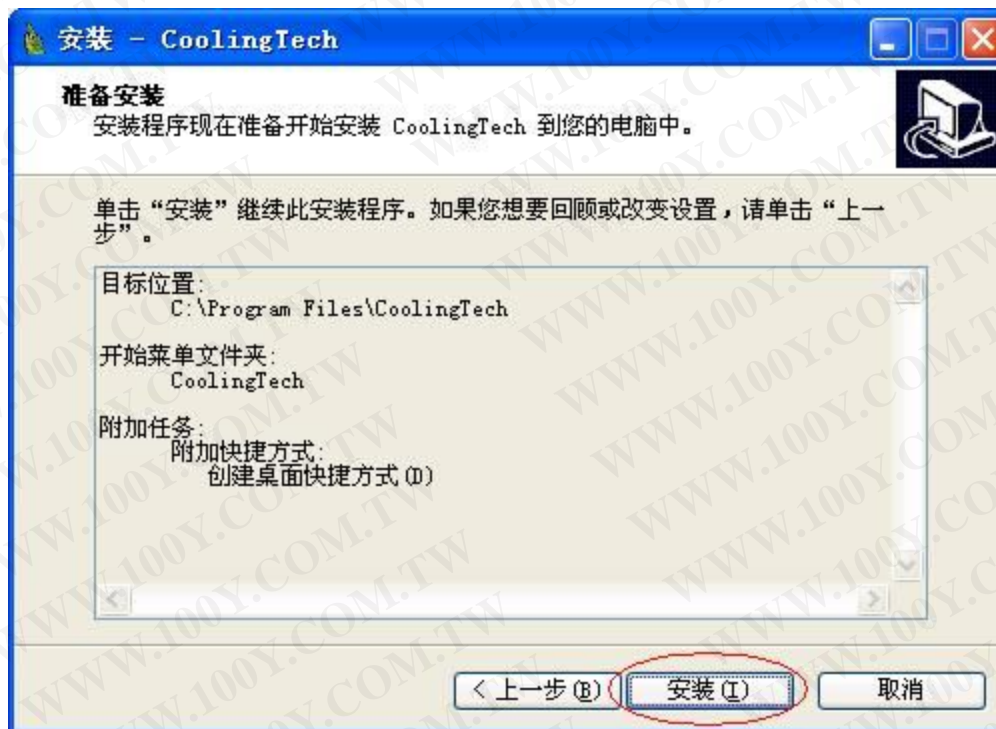 安装 - CoolingTech
准备安装
安装程序现在准备开始安装 CoolingTech 到您的电脑中。
单击“安装”继续此安装程序。如果您想要回顾或改变设置，请单击“上一
步”。
目标位置:
C:\Program Files\CoolingTech
开始菜单文件夹:
CoolingTech
附加任务:
附加快捷方式:
创建桌面快捷方式(D)
< 上一步(B)
安装(I)
取消
WWW.100Y.COM.TW